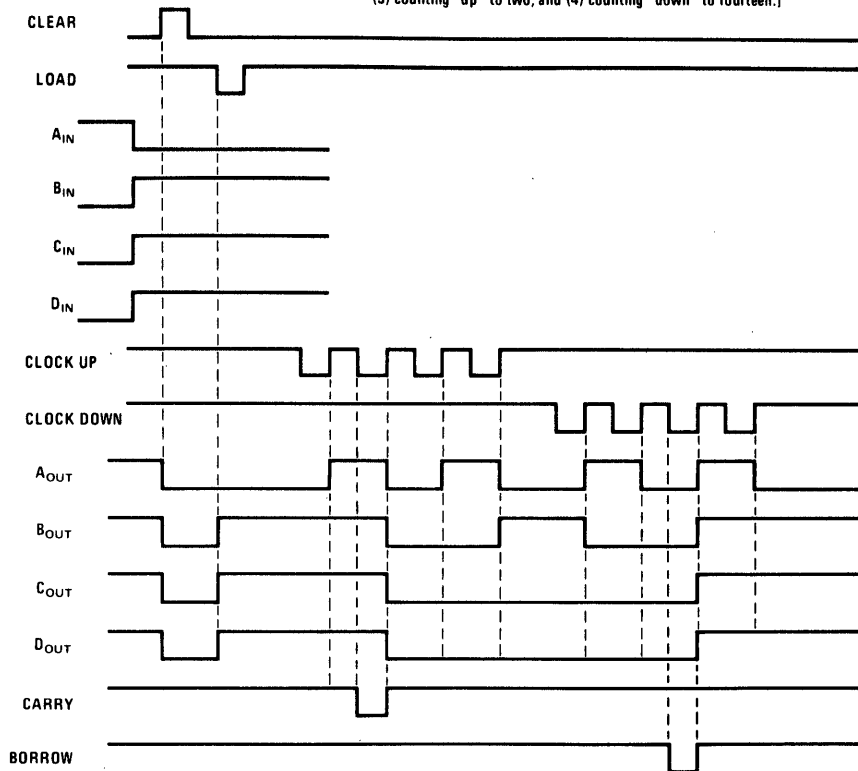 (3) counting "up" to two, and (4) counting "down" to fourteen.]
CLEAR
LOAD
AIN
BIN
CIN
DIN
CLOCK UP
CLOCK DOWN
AOUT
BOUT
COUT
DOUT
CARRY
BORROW